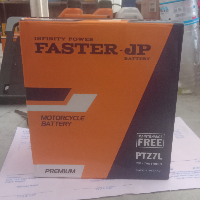 INFINITY POWER
FASTER-JP
BATTERY
MOTORCYCLE
BATTERY
FREE
PTZ7L
PREMIUM